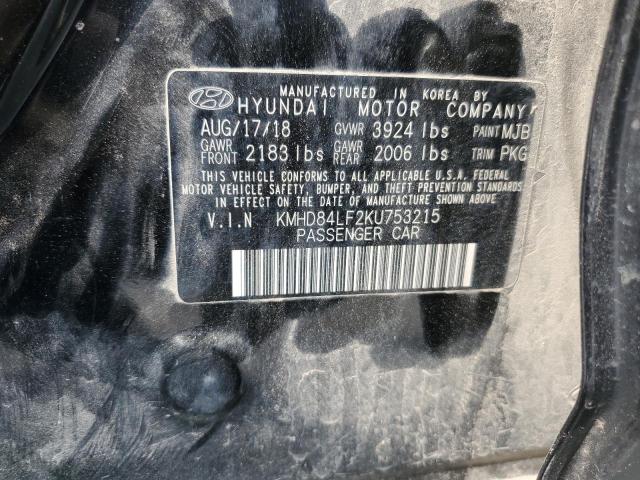 MANUFACTURED IN KOREA BY
HYUNDAI MOTOR COMPANY
AUG/17/18 GVWR 3924 lbs PAINT MJB
GAWR FRONT 2183 lbs GAWR REAR 2006 lbs TRIM PKG
THIS VEHICLE CONFORMS TO ALL APPLICABLE U.S.A. FEDERAL
MOTOR VEHICLE SAFETY, BUMPER, AND THEFT PREVENTION STANDARDS
IN EFFECT ON THE DATE OF MANUFACTURE SHOWN ABOVE.
V.I.N KMHD84LF2KU753215
PASSENGER CAR